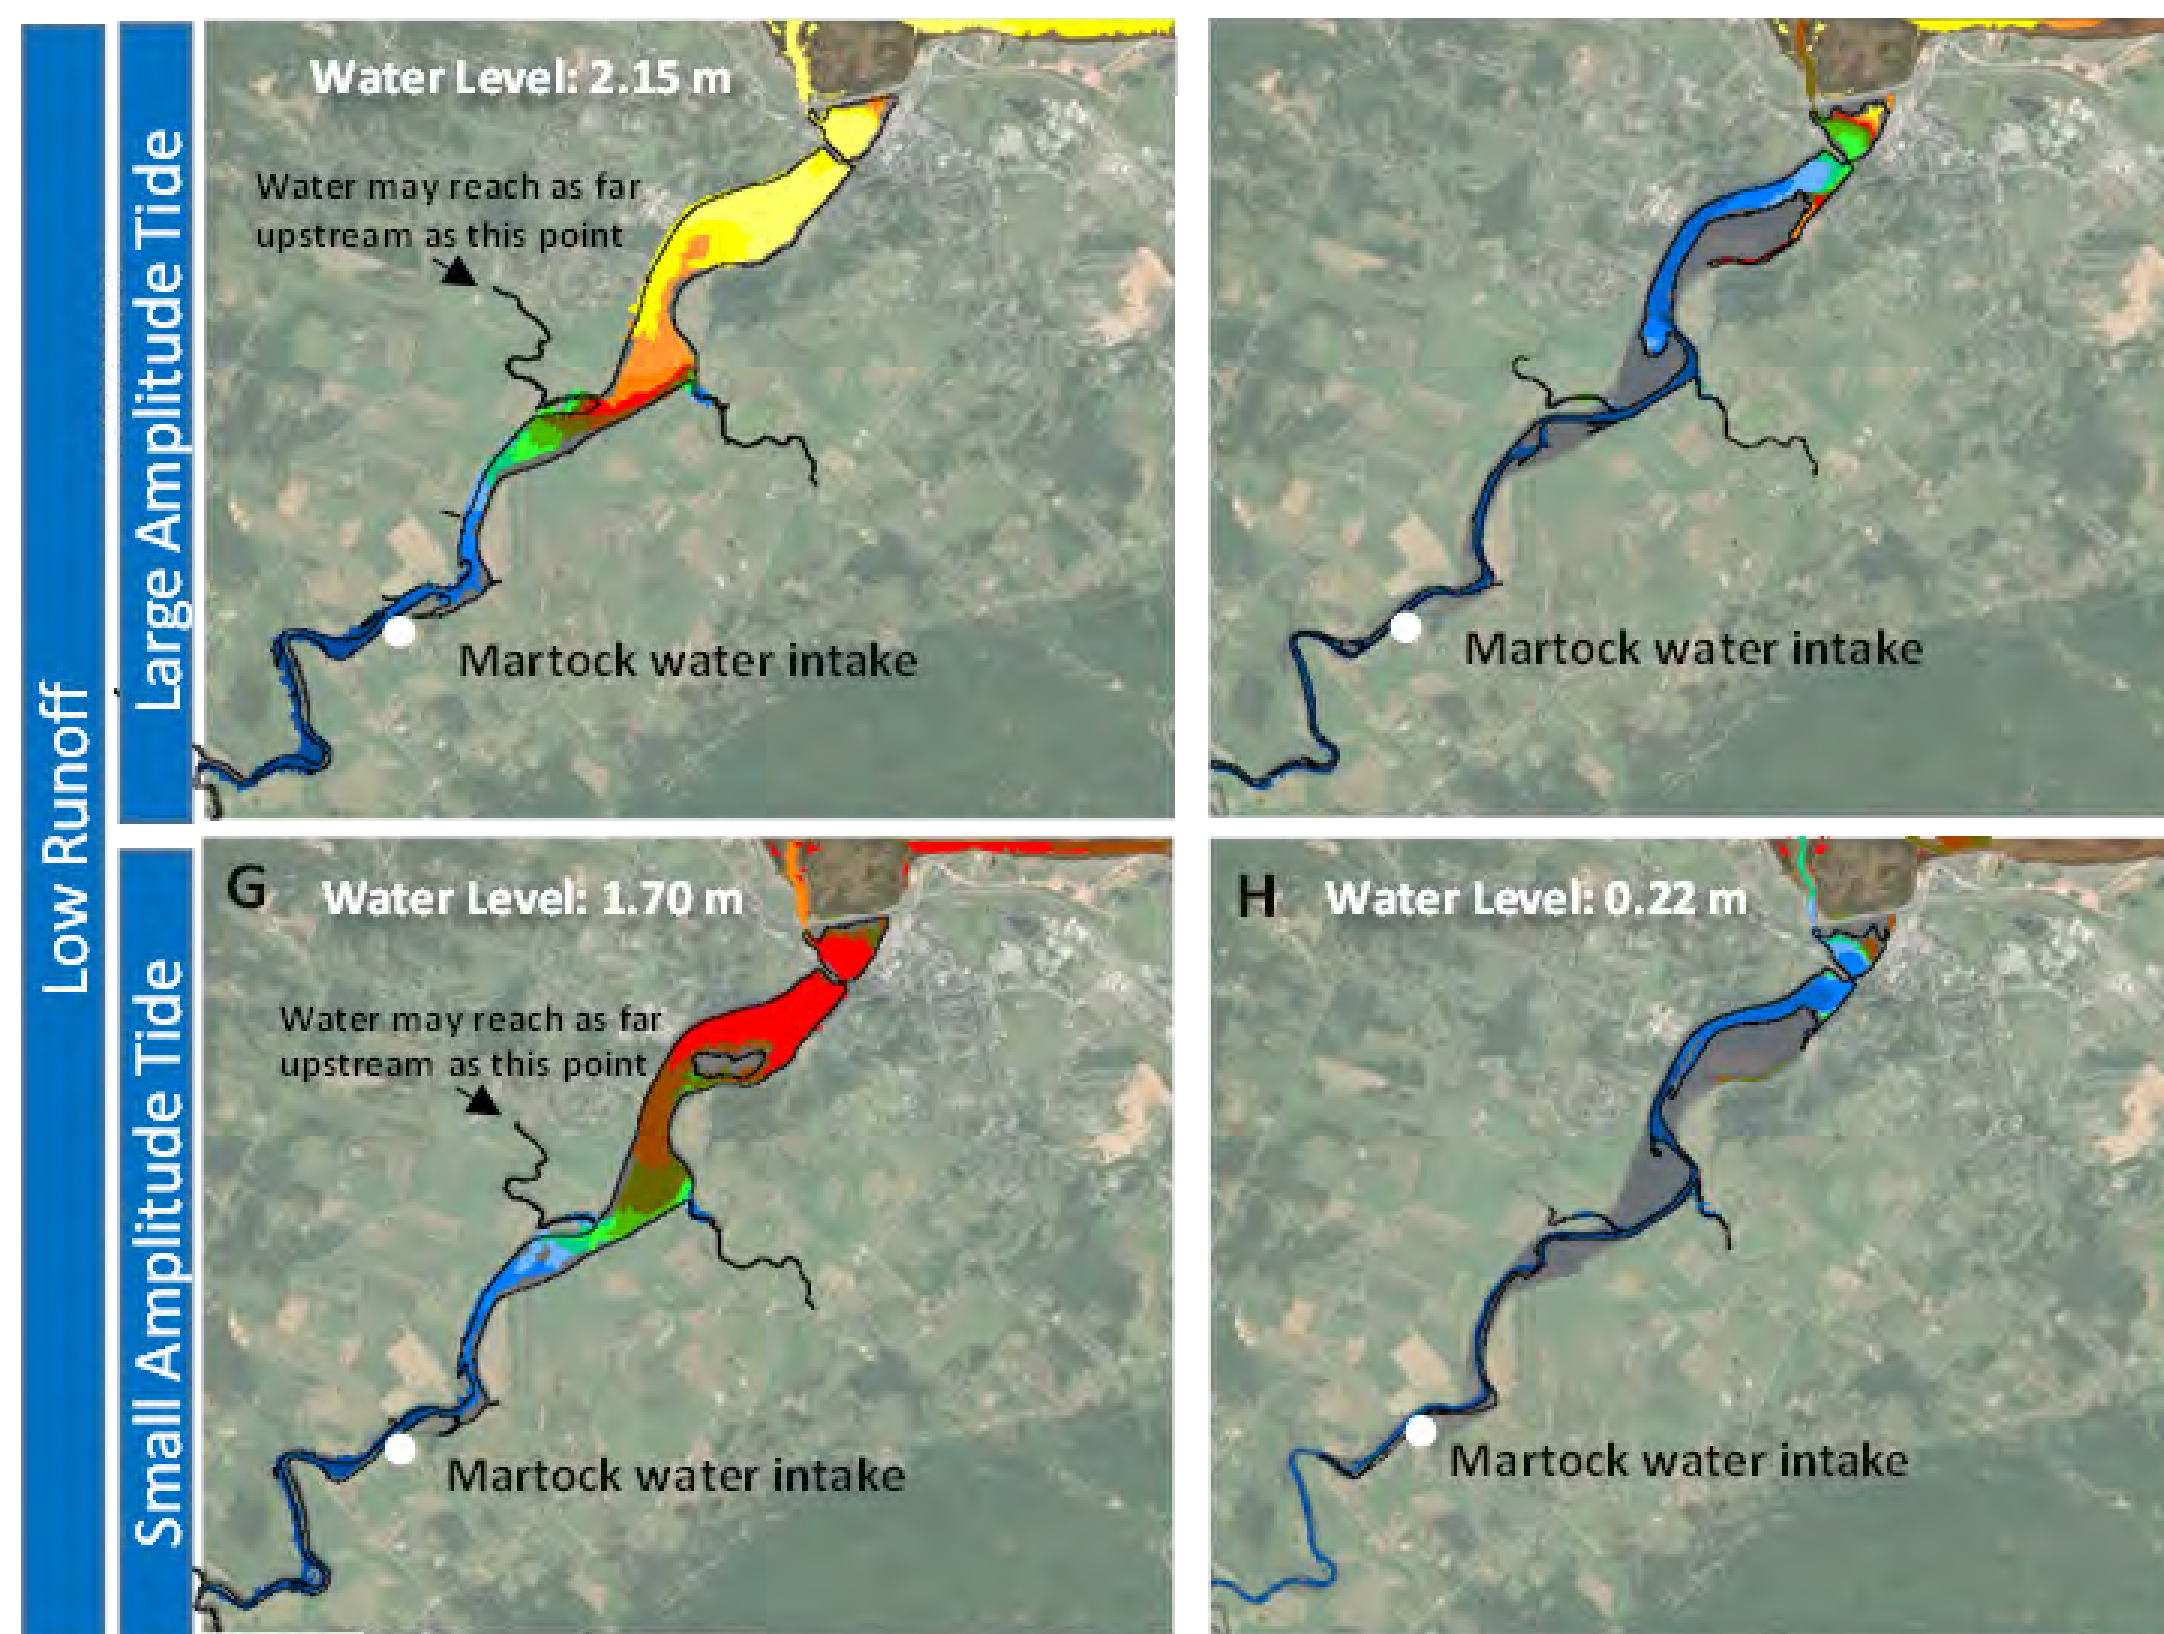 Low Runoff
Large Amplitude Tide
Water Level: 2.15 m
Water may reach as far
upstream as this point
Martock water intake
Martock water intake
Small Amplitude Tide
G
Water Level: 1.70 m
Water may reach as far
upstream as this point
Martock water intake
H
Water Level: 0.22 m
Martock water intake